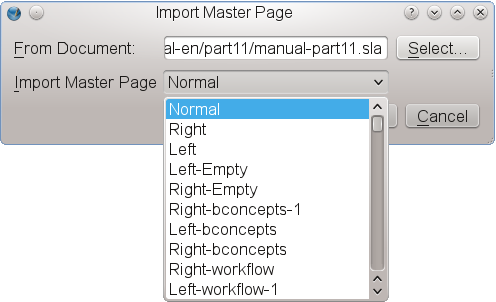 Import Master Page
From Document: al-en/part11/manual-part11.sla Select...
Import Master Page Normal
Cancel
Normal
Right
Left
Left-Empty
Right-Empty
Right-bconcepts-1
Left-bconcepts
Right-bconcepts
Right-workflow
Left-workflow-1